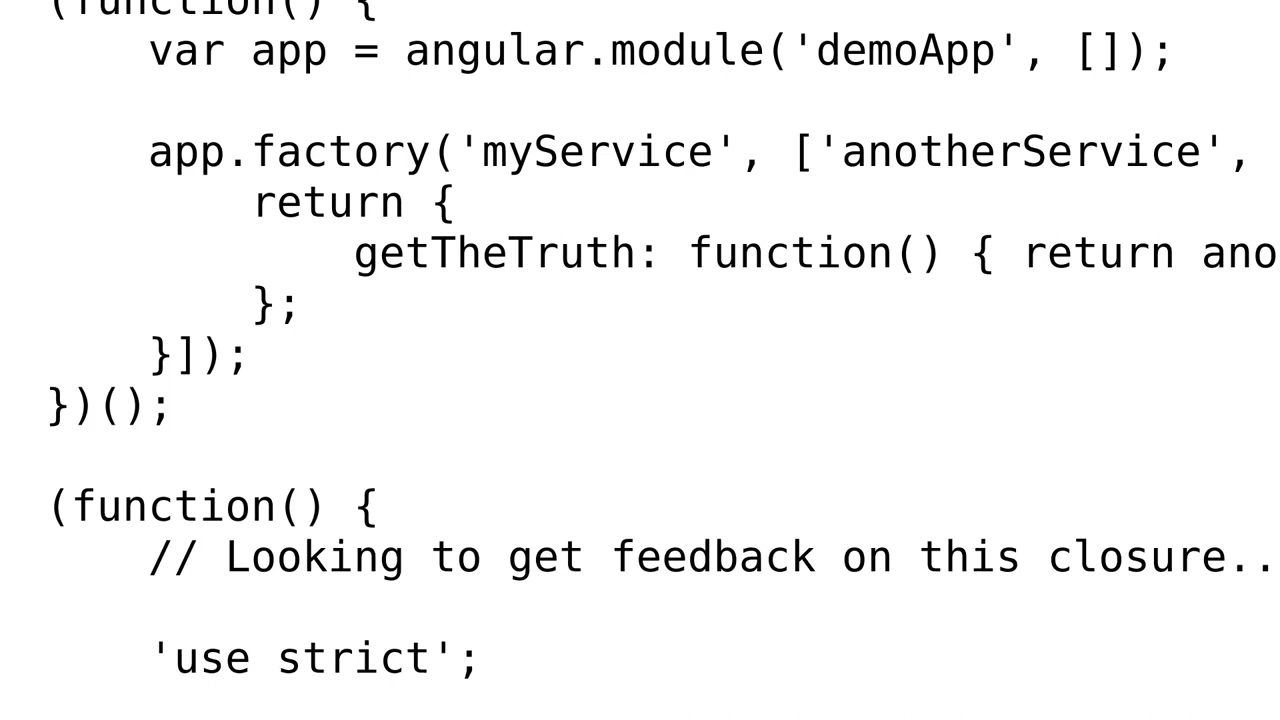 (function() {
    var app = angular.module('demoApp', []);

    app.factory('myService', ['anotherService',
        return {
            getTheTruth: function() { return ano
        };
    }]);
})();

(function() {
    // Looking to get feedback on this closure..

    'use strict';